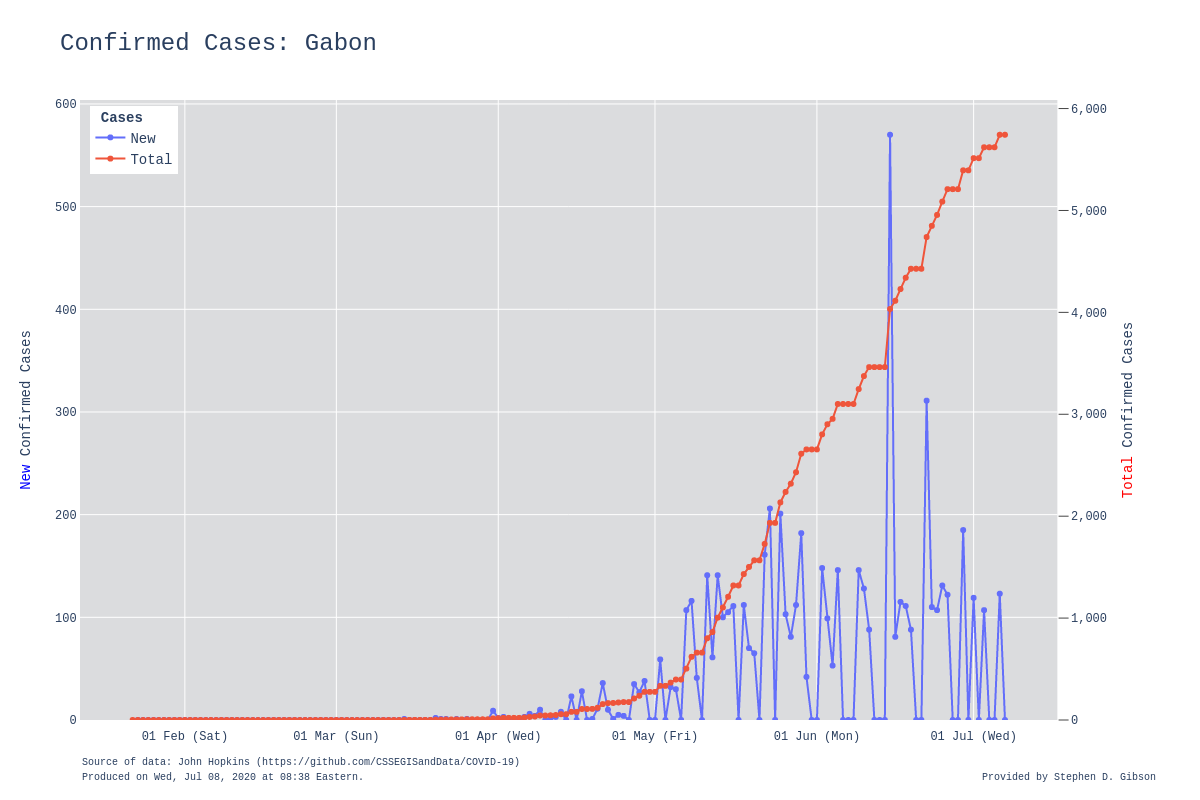 Confirmed Cases: Gabon
Cases
New
Total
600
500
400
300
200
100
0
6,000
5,000
4,000
3,000
2,000
1,000
0
New Confirmed Cases
Total Confirmed Cases
01 Feb (Sat)
01 Mar (Sun)
01 Apr (Wed)
01 May (Fri)
01 Jun (Mon)
01 Jul (Wed)
Source of data: John Hopkins (https://github.com/CSSEGISandData/COVID-19)
Produced on Wed, Jul 08, 2020 at 08:38 Eastern.
Provided by Stephen D. Gibson